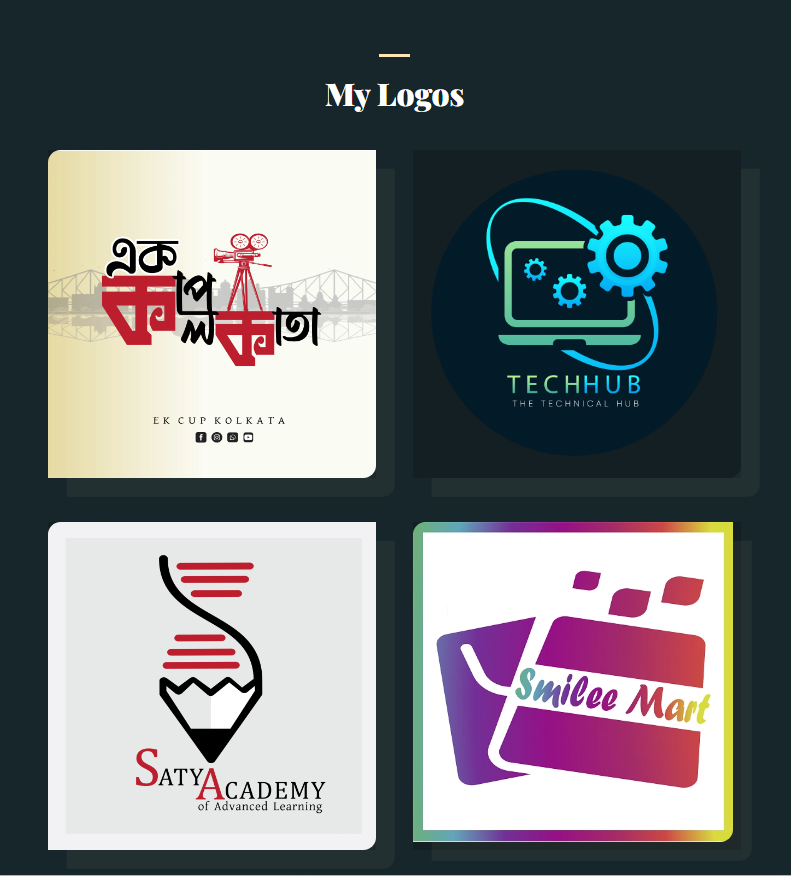 My Logos
এক
কাপ
কলকাতা
EK CUP KOLKATA
TECHHUB
THE TECHNICAL HUB
SATYACADEMY
of Advanced Learning
Smilee Mart